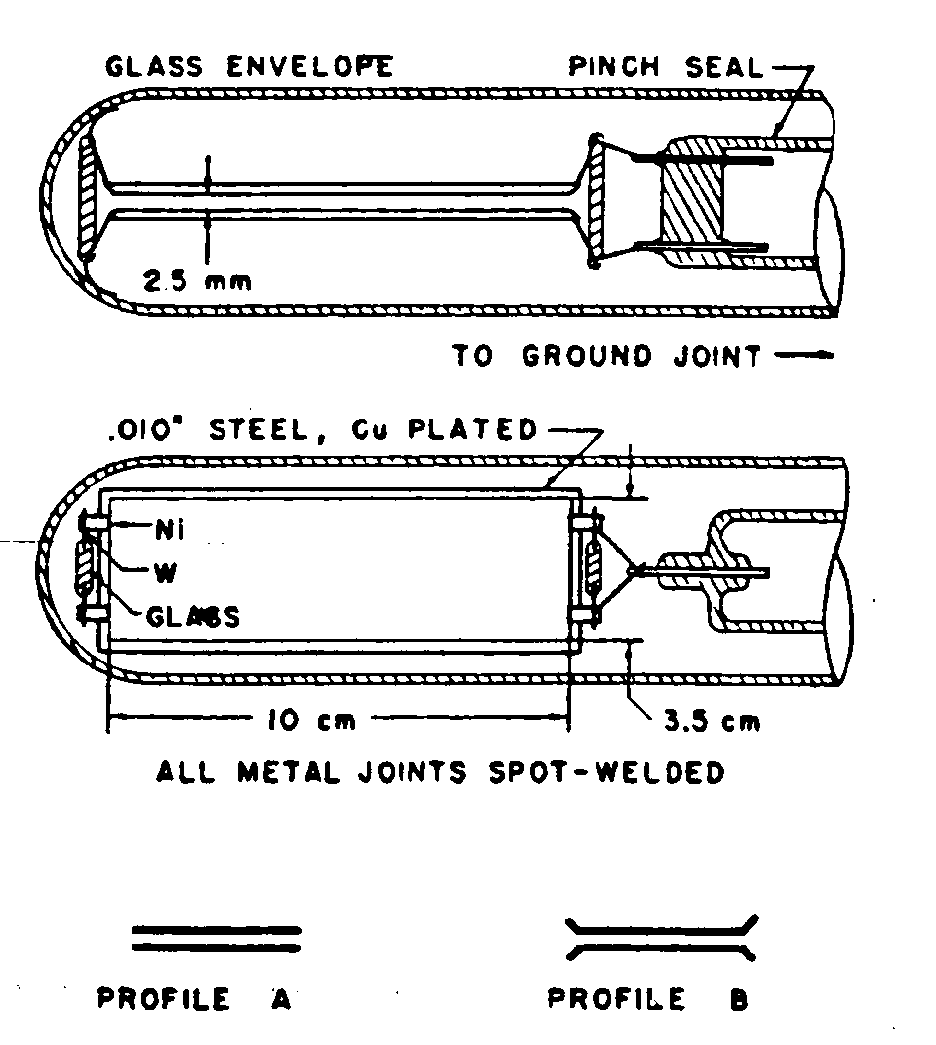 GLASS ENVELOPE
PINCH SEAL
2.5 mm
TO GROUND JOINT
.010" STEEL, Cu PLATED
Ni
W
GLASS
10 cm
3.5 cm
ALL METAL JOINTS SPOT-WELDED
PROFILE A
PROFILE B